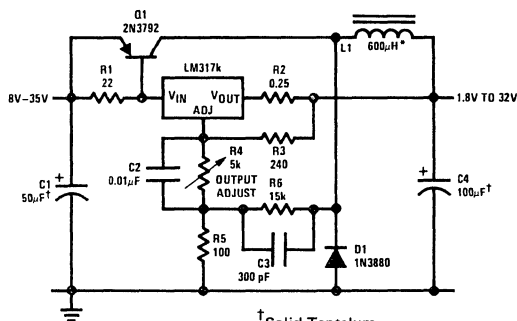 Q1
2N3792
L1
600μH*
R1
22
LM317k
VIN
VOUT
ADJ
R2
0.25
8V–35V
1.8V TO 32V
R4
5k
R3
240
C2
0.01μF
OUTPUT
ADJUST
R6
15k
C1
50μF†
C4
100μF†
R5
100
C3
300 pF
D1
1N3880